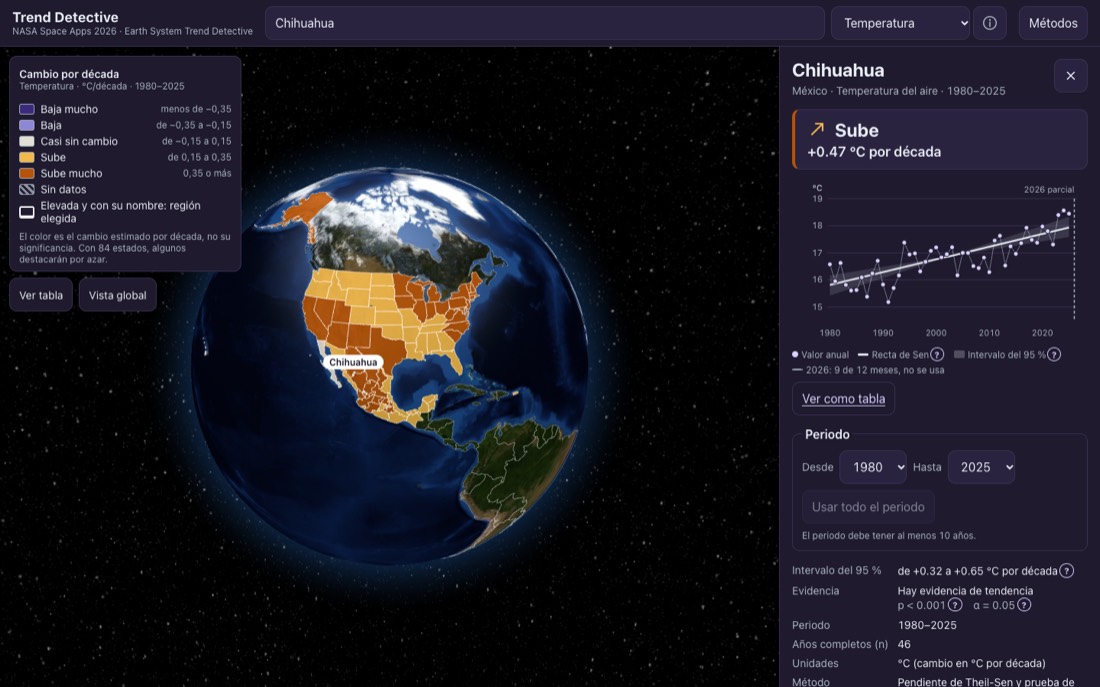 Trend Detective
NASA Space Apps 2026 · Earth System Trend Detective
Chihuahua
Temperatura
Métodos
Cambio por década
Temperatura · °C/década · 1980–2025
Baja mucho menos de −0,35
Baja de −0,35 a −0,15
Casi sin cambio de −0,15 a 0,15
Sube de 0,15 a 0,35
Sube mucho 0,35 o más
Sin datos
Elevada y con su nombre: región
elegida
El color es el cambio estimado por década, no su
significancia. Con 84 estados, algunos
destacarán por azar.
Ver tabla
Vista global
Chihuahua
Chihuahua
México · Temperatura del aire · 1980–2025
Sube
+0.47 °C por década
°C
2026 parcial
19
18
17
16
15
1980 1990 2000 2010 2020
Valor anual Recta de Sen ? Intervalo del 95 % ?
2026: 9 de 12 meses, no se usa
Ver como tabla
Periodo
Desde 1980 Hasta 2025
Usar todo el periodo
El periodo debe tener al menos 10 años.
Intervalo del 95 % de +0.32 a +0.65 °C por década ?
Evidencia Hay evidencia de tendencia
p < 0.001 ? α = 0.05 ?
Periodo 1980–2025
Años completos (n) 46
Unidades °C (cambio en °C por década)
Método Pendiente de Theil-Sen y prueba de